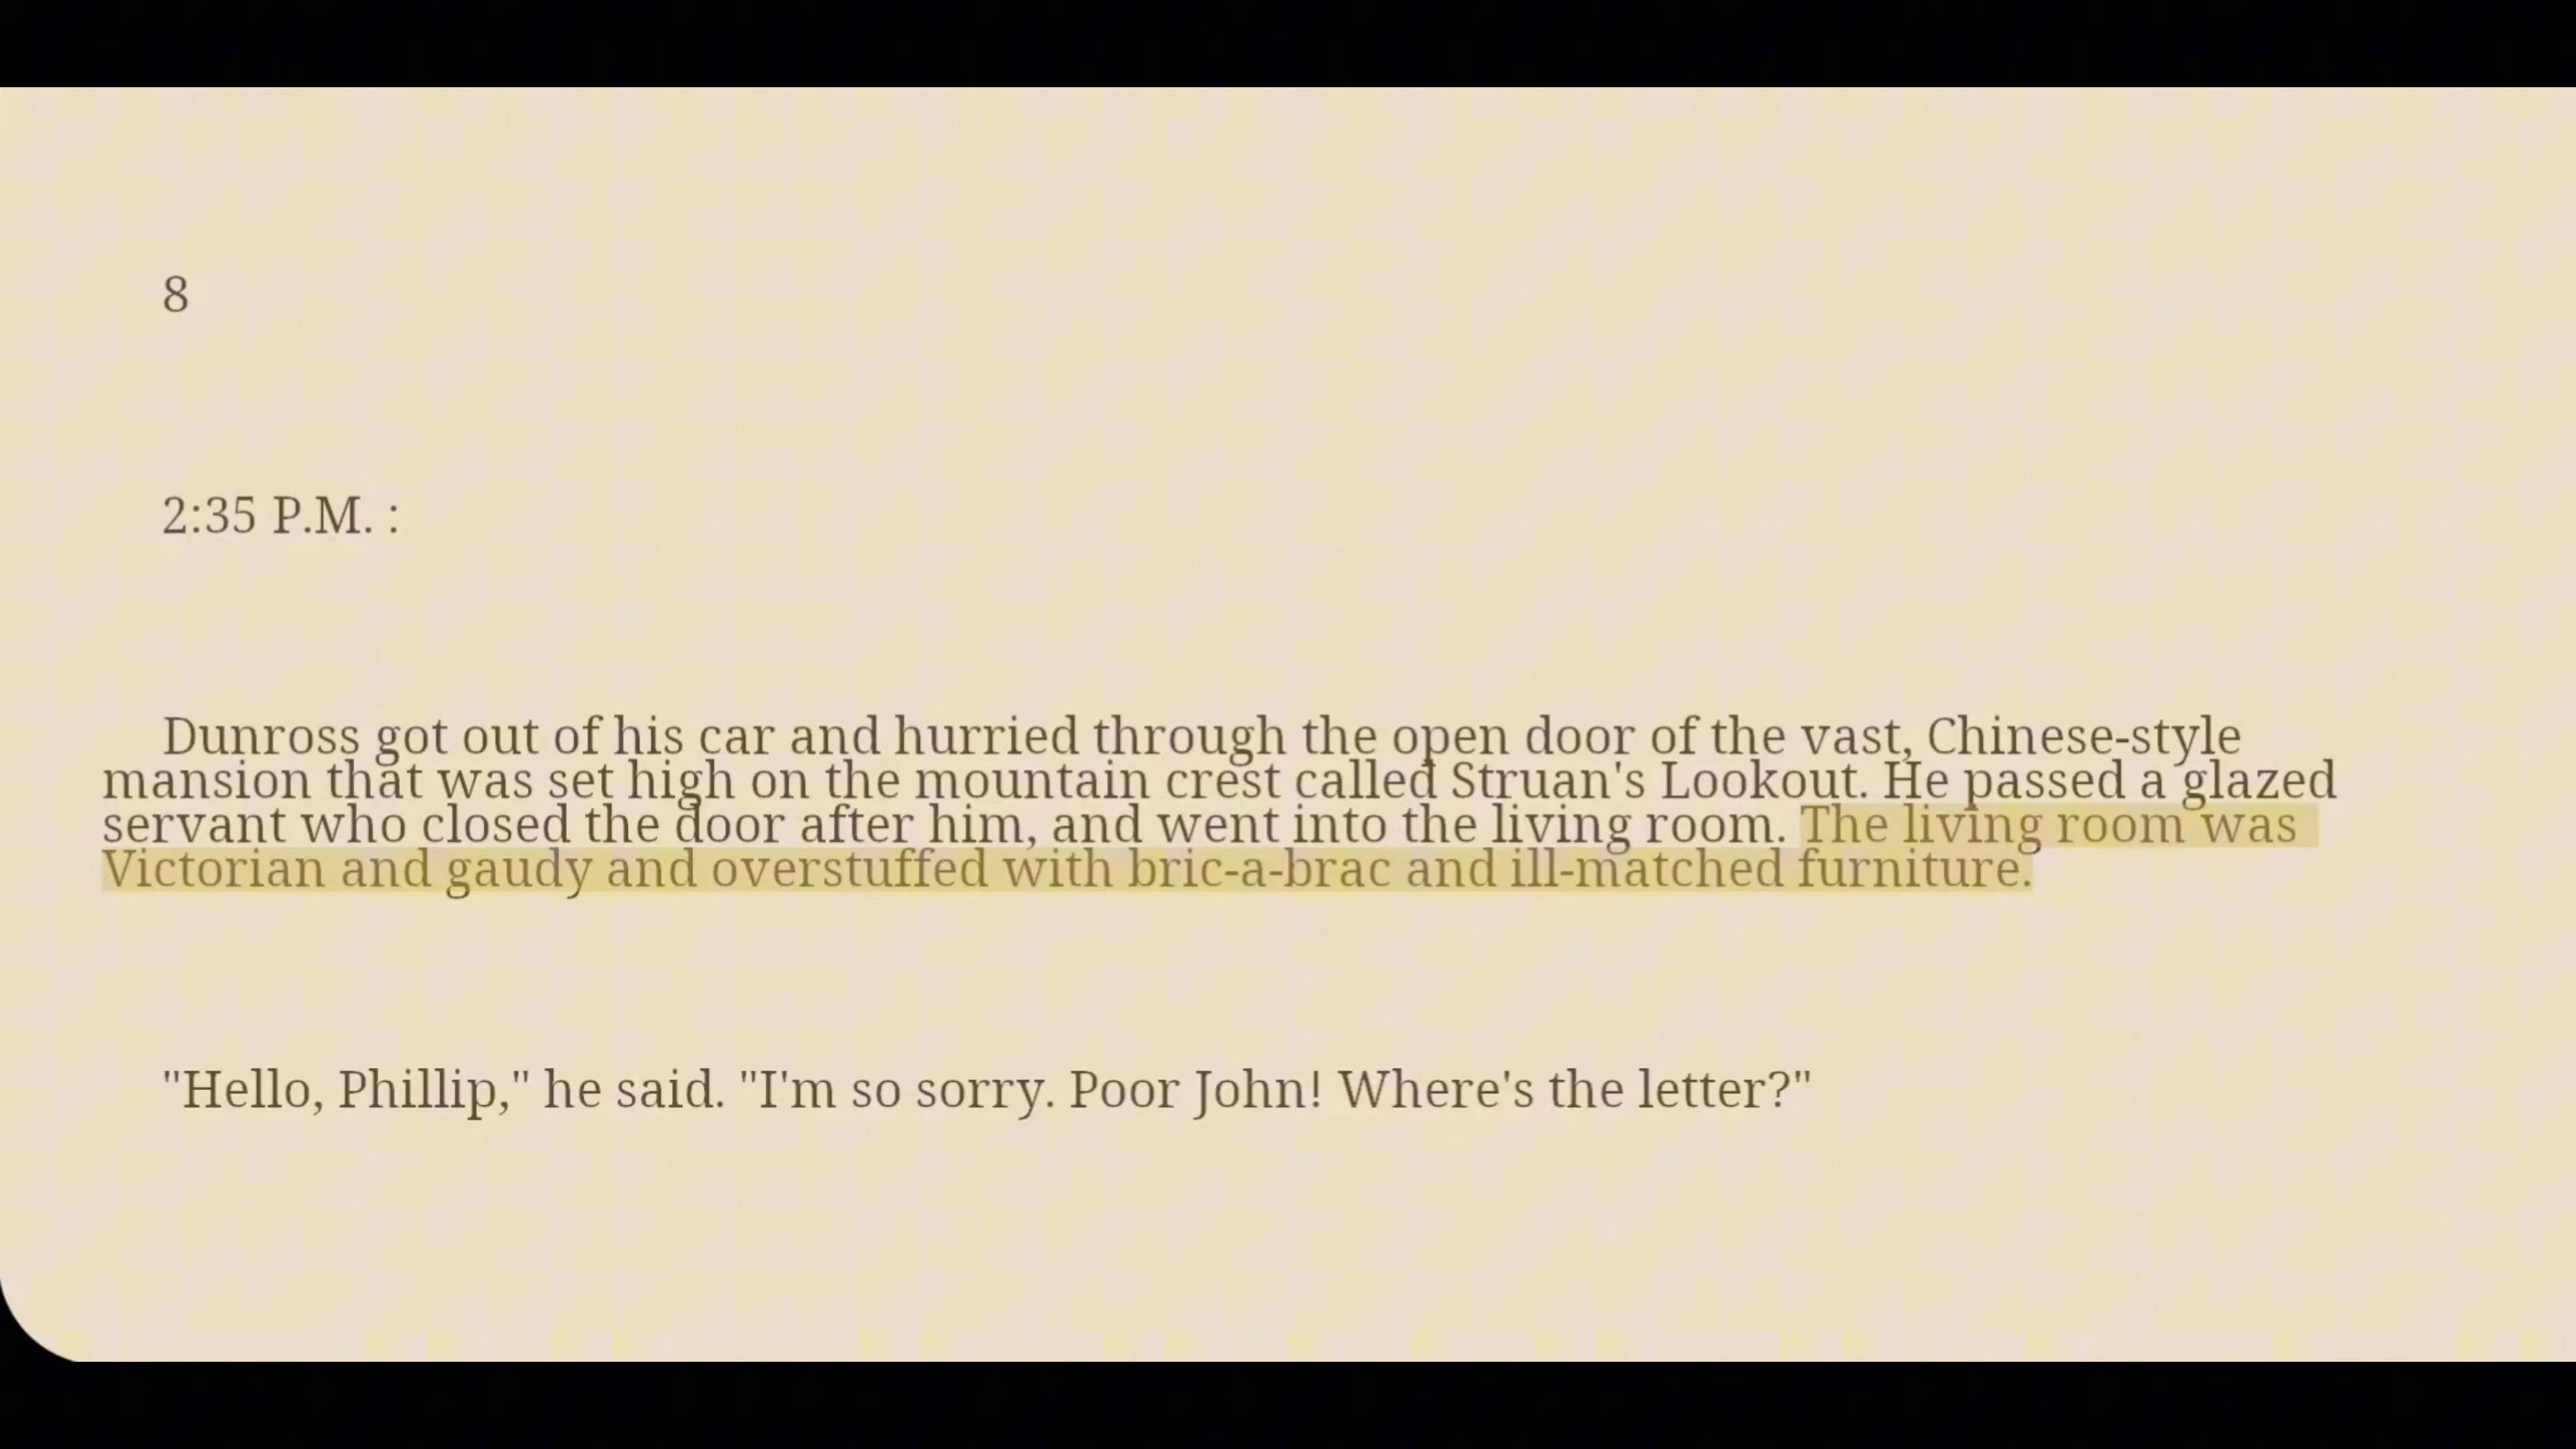 8
2:35 P.M. :
Dunross got out of his car and hurried through the open door of the vast, Chinese-style
mansion that was set high on the mountain crest called Struan's Lookout. He passed a glazed
servant who closed the door after him, and went into the living room. The living room was
Victorian and gaudy and overstuffed with bric-a-brac and ill-matched furniture.
"Hello, Phillip," he said. "I'm so sorry. Poor John! Where's the letter?"